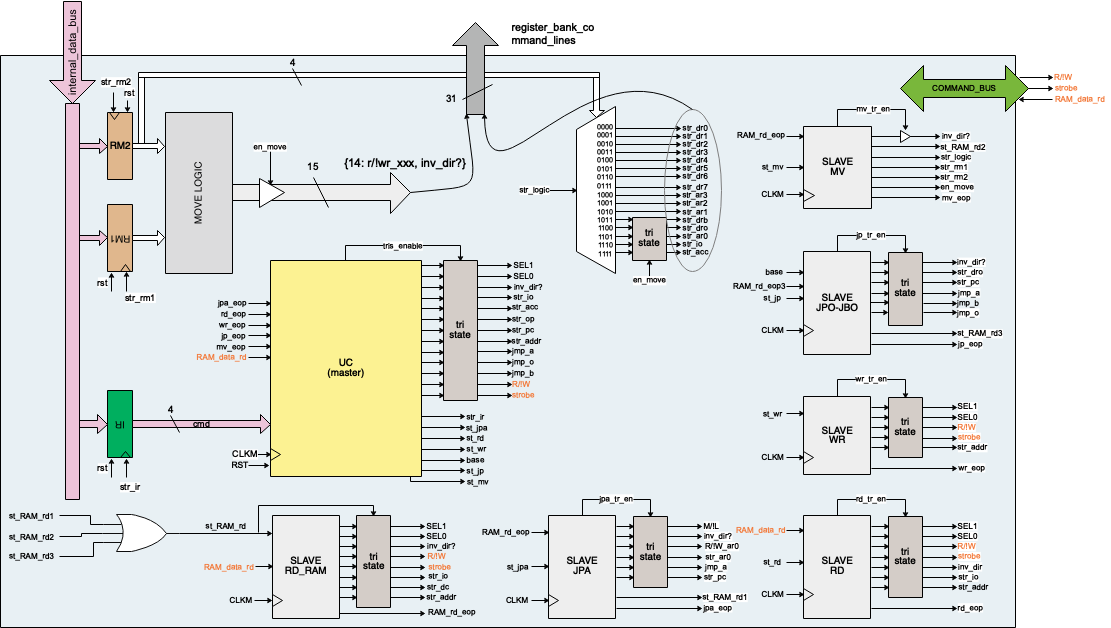 internal_data_bus
register_bank_co
mmand_lines
str_rm2
rst
4
31
RM2
MOVE LOGIC
en_move
15
{14: r/!wr_xxx, inv_dir?}
RM1
rst
str_rm1
str_logic
0000
0001
0010
0011
0100
0101
0110
0111
1000
1001
1010
1011
1100
1101
1110
1111
str_dr0
str_dr1
str_dr2
str_dr3
str_dr4
str_dr5
str_dr6
str_dr7
str_ar3
str_ar2
str_ar1
str_drb
str_dro
str_ar0
str_io
str_acc
tri
state
en_move
COMMAND_BUS
R/!W
strobe
RAM_data_rd
mv_tr_en
RAM_rd_eop
st_mv
CLKM
SLAVE
MV
inv_dir?
st_RAM_rd2
str_logic
str_rm1
str_rm2
en_move
mv_eop
jp_tr_en
base
RAM_rd_eop3
st_jp
CLKM
SLAVE
JPO-JBO
tri
state
inv_dir?
str_dro
str_pc
jmp_a
jmp_b
jmp_o
st_RAM_rd3
jp_eop
tris_enable
jpa_eop
rd_eop
wr_eop
jp_eop
mv_eop
RAM_data_rd
UC
(master)
CLKM
RST
tri
state
SEL1
SEL0
inv_dir?
str_io
str_acc
str_op
str_pc
str_addr
jmp_a
jmp_o
jmp_b
R/!W
strobe
str_ir
st_jpa
st_rd
st_wr
base
st_jp
st_mv
IR
4
cmd
rst
str_ir
wr_tr_en
st_wr
CLKM
SLAVE
WR
tri
state
SEL1
SEL0
R/!W
strobe
str_addr
wr_eop
st_RAM_rd1
st_RAM_rd2
st_RAM_rd3
st_RAM_rd
RAM_data_rd
CLKM
SLAVE
RD_RAM
tri
state
SEL1
SEL0
inv_dir?
R/!W
strobe
str_io
str_dc
str_addr
RAM_rd_eop
jpa_tr_en
RAM_rd_eop
st_jpa
CLKM
SLAVE
JPA
tri
state
M/!L
inv_dir?
R/!W_ar0
str_ar0
jmp_a
str_pc
st_RAM_rd1
jpa_eop
rd_tr_en
RAM_data_rd
st_rd
CLKM
SLAVE
RD
tri
state
SEL1
SEL0
R/!W
strobe
inv_dir
str_io
str_addr
rd_eop